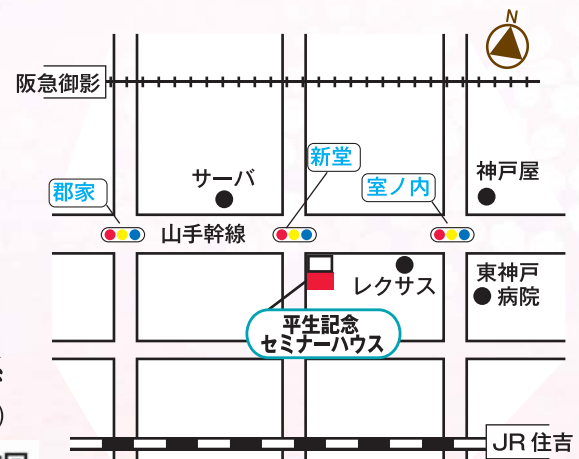 N
阪急御影
新堂
神戸屋
サーバ
室ノ内
郡家
山手幹線
レクサス
東神戸
病院
平生記念
セミナーハウス
)
JR 住吉